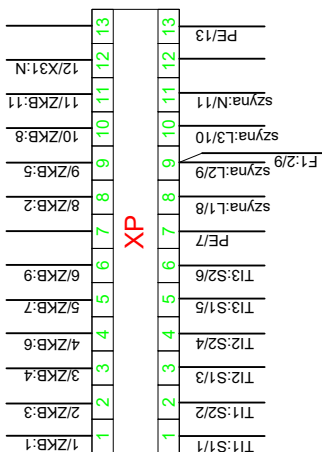 13 13 PE/13
12/X31:N 12 12
11/ZKB:11 11 11 szyna:N/11
10/ZKB:8 10 10 szyna:L3/10
9/ZKB:5 9 9 szyna:L2/9 F1:2/9
8/ZKB:2 8 8 szyna:L1/8
7 XP 7 PE/7
6/ZKB:9 6 6 TI3:S2/6
5/ZKB:7 5 5 TI3:S1/5
4/ZKB:6 4 4 TI2:S2/4
3/ZKB:4 3 3 TI2:S1/3
2/ZKB:3 2 2 TI1:S2/2
1/ZKB:1 1 1 TI1:S1/1